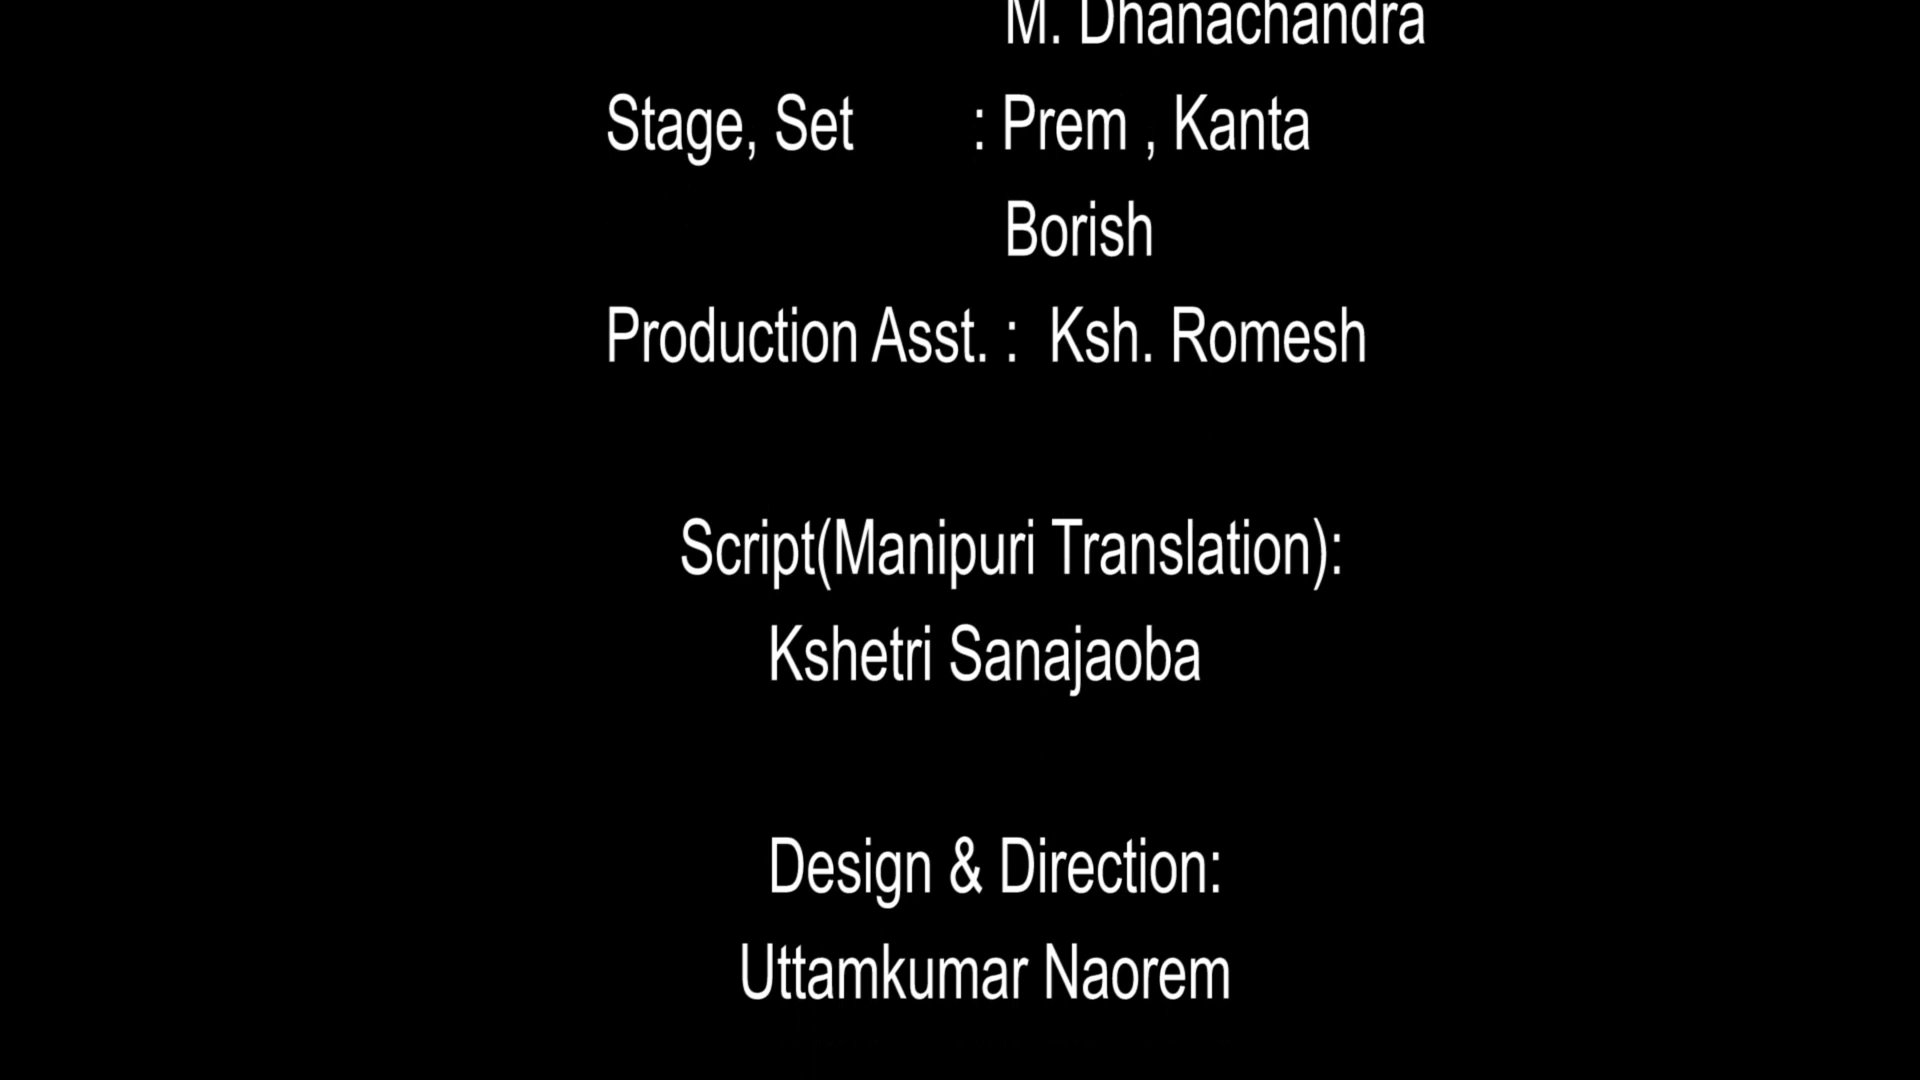 M. Dhanachandra
Stage, Set : Prem , Kanta
Borish
Production Asst. : Ksh. Romesh
Script(Manipuri Translation):
Kshetri Sanajaoba
Design & Direction:
Uttamkumar Naorem